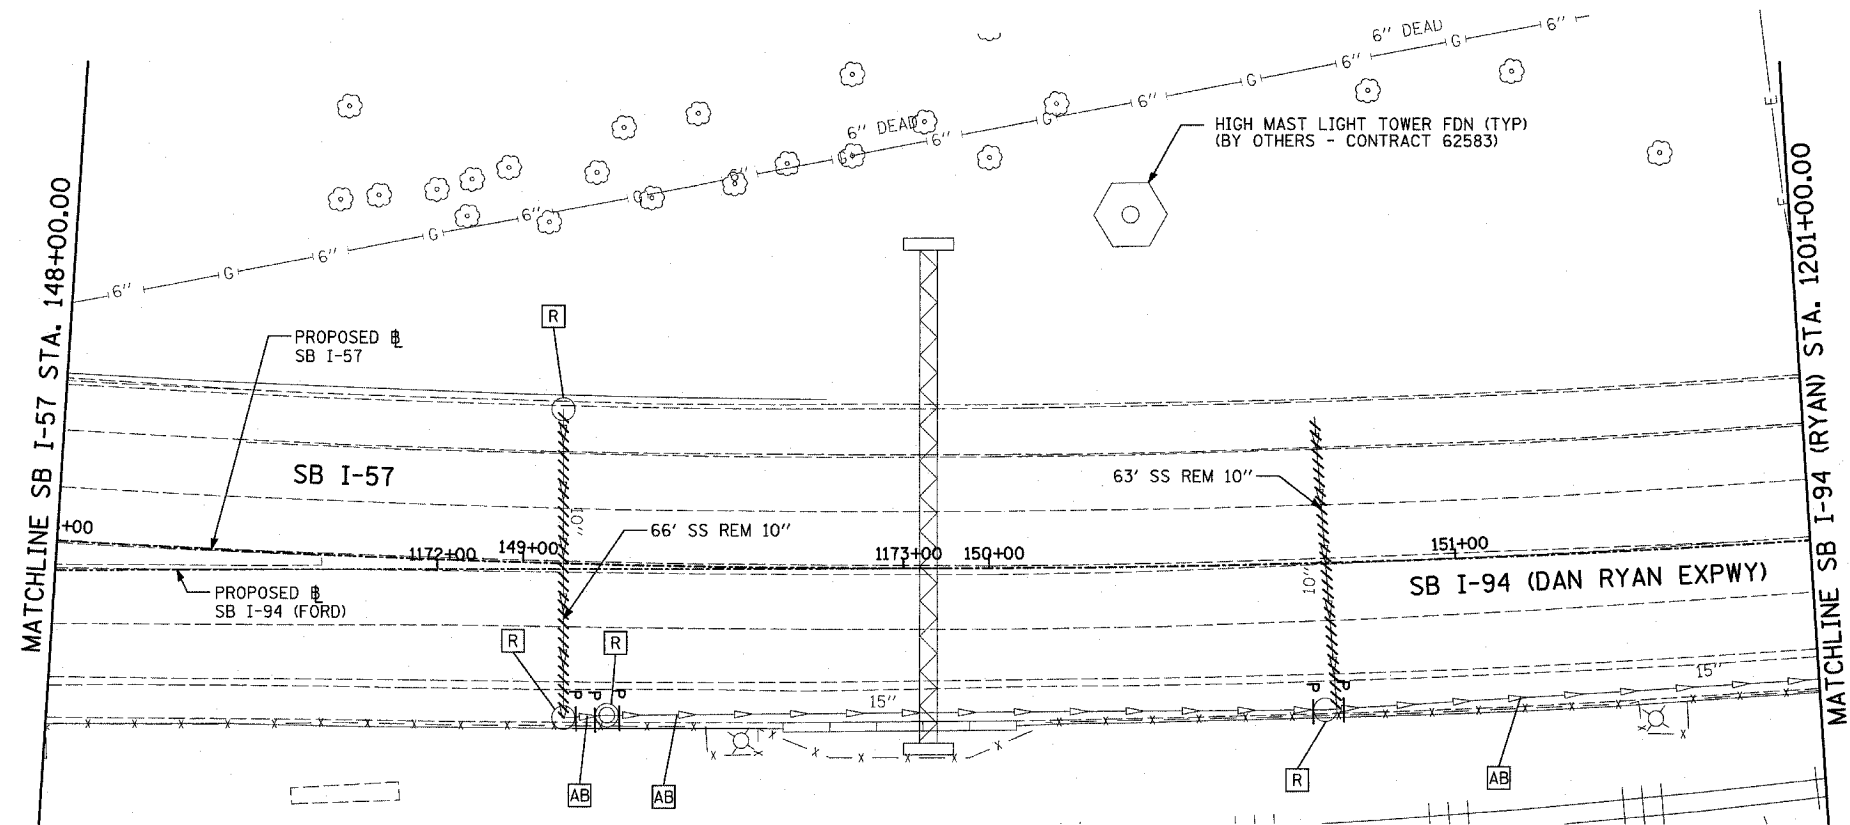 6" DEAD
6"
G
6"
G
6"
G
6"
HIGH MAST LIGHT TOWER FDN (TYP)
(BY OTHERS - CONTRACT 62583)
6" DEAD
G
6"
G
6"
G
6"
G
6"
G
6"
E
E
MATCHLINE SB I-57 STA. 148+00.00
MATCHLINE SB I-94 (RYAN) STA. 1201+00.00
R
PROPOSED ℄
SB I-57
SB I-57
63' SS REM 10"
10"
66' SS REM 10"
+00
1172+00
149+00
1173+00
150+00
151+00
10"
SB I-94 (DAN RYAN EXPWY)
PROPOSED ℄
SB I-94 (FORD)
R
R
P
P
P
15"
P
P
15"
AB
AB
R
AB